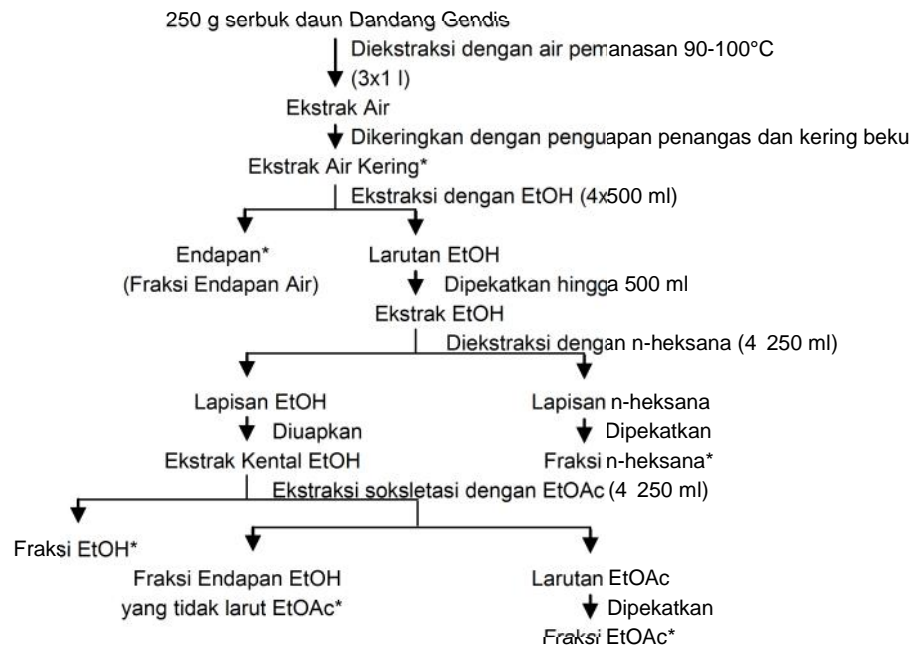 250 g serbuk daun Dandang Gendis
Diekstraksi dengan air pemanasan 90-100°C
(3x1 l)
Ekstrak Air
Dikeringkan dengan penguapan penangas dan kering beku
Ekstrak Air Kering*
Ekstraksi dengan EtOH (4x500 ml)
Endapan*
(Fraksi Endapan Air)
Larutan EtOH
Dipekatkan hingga 500 ml
Ekstrak EtOH
Diekstraksi dengan n-heksana (4 250 ml)
Lapisan EtOH
Lapisan n-heksana
Diuapkan
Dipekatkan
Ekstrak Kental EtOH
Fraksi n-heksana*
Ekstraksi soksletasi dengan EtOAc (4 250 ml)
Fraksi EtOH*
Fraksi Endapan EtOH
yang tidak larut EtOAc*
Larutan EtOAc
Dipekatkan
Fraksi EtOAc*